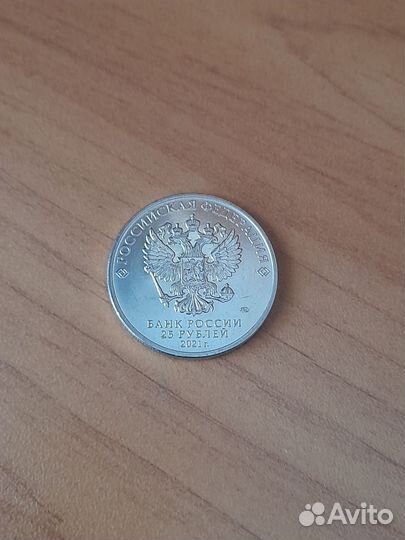 РОССИЙСКАЯ ФЕДЕРАЦИЯ
БАНК РОССИИ
25 РУБЛЕЙ
2021 г.
Avito